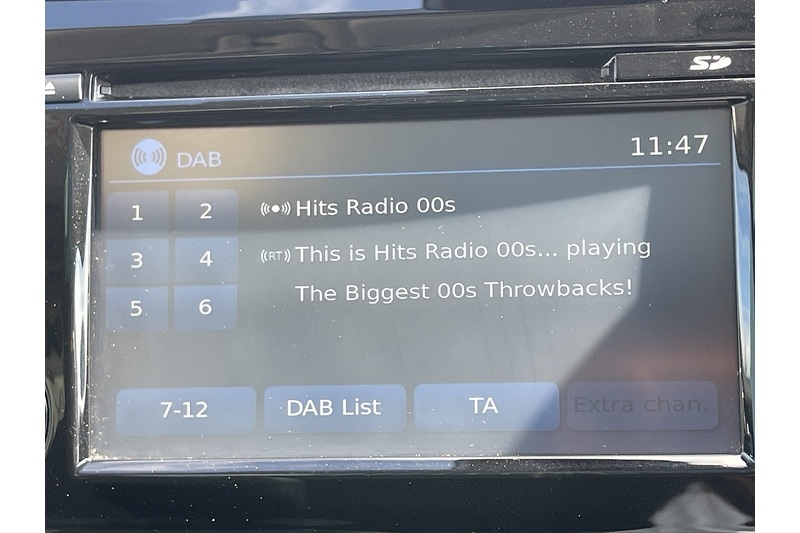 SD
DAB 11:47
1 2 Hits Radio 00s
3 4 RT This is Hits Radio 00s... playing
The Biggest 00s Throwbacks!
5 6
7-12 DAB List TA Extra chan.